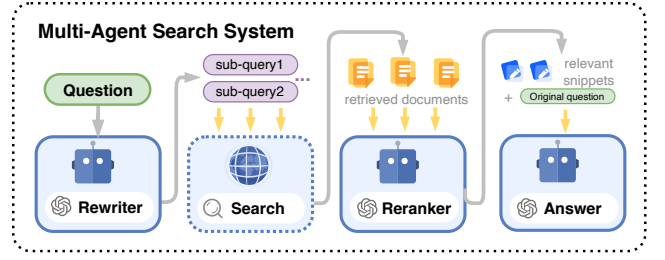 Multi-Agent Search System
Question
sub-query1
...
sub-query2
retrieved documents
relevant
snippets
+ Original question
Rewriter
Search
Reranker
Answer